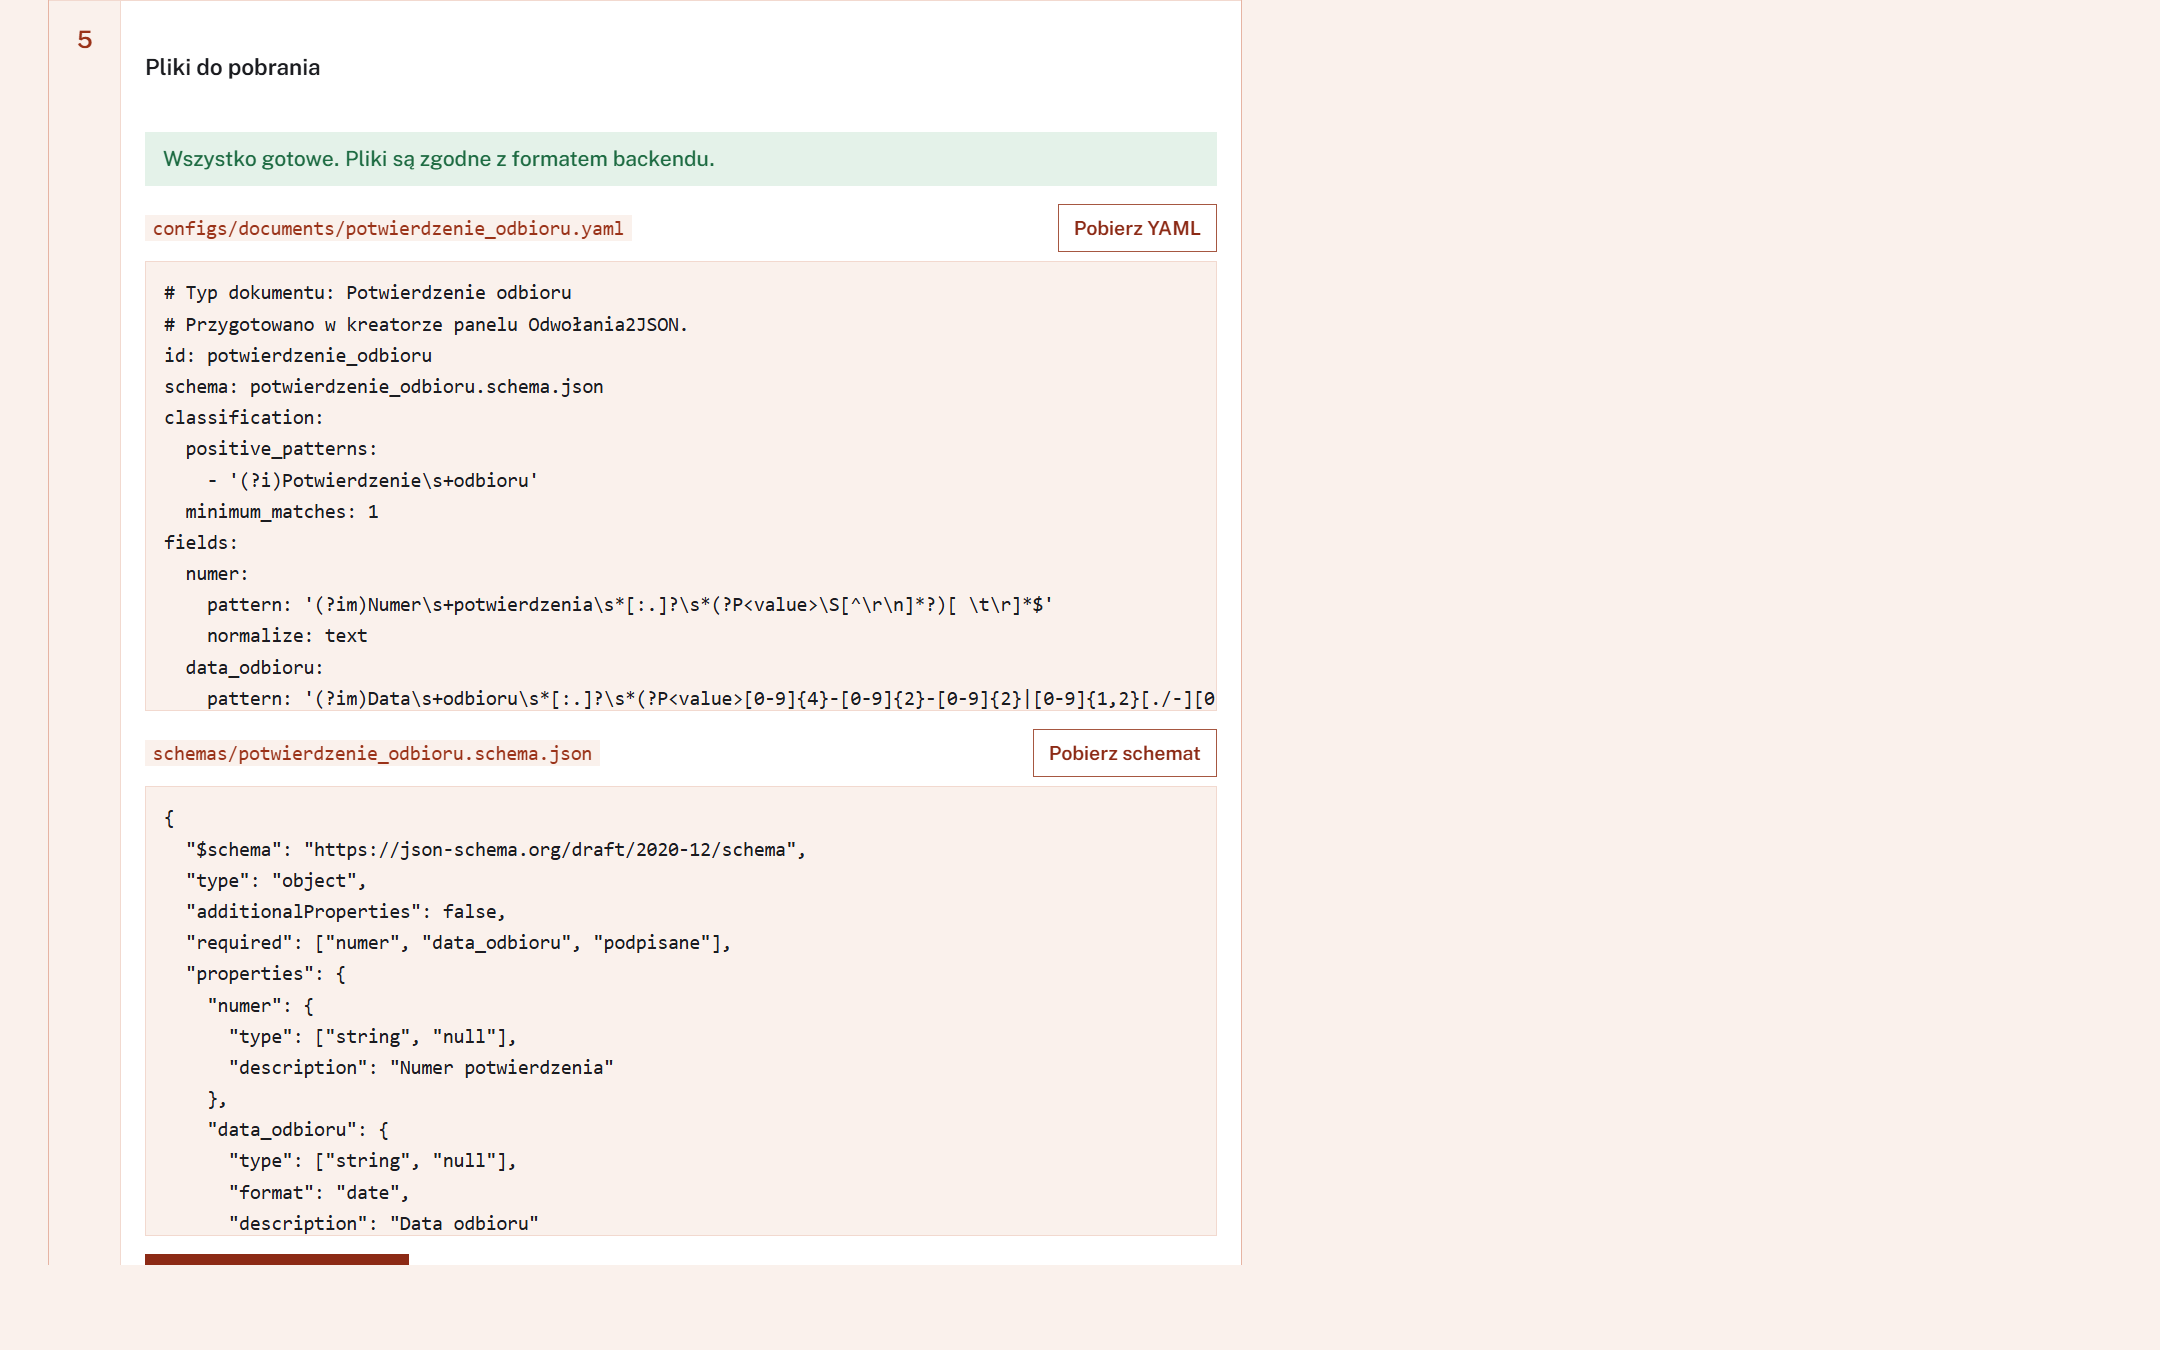 5
Pliki do pobrania
Wszystko gotowe. Pliki są zgodne z formatem backendu.
configs/documents/potwierdzenie_odbioru.yaml
Pobierz YAML
# Typ dokumentu: Potwierdzenie odbioru
# Przygotowano w kreatorze panelu Odwołania2JSON.
id: potwierdzenie_odbioru
schema: potwierdzenie_odbioru.schema.json
classification:
  positive_patterns:
    - '(?i)Potwierdzenie\s+odbioru'
  minimum_matches: 1
fields:
  numer:
    pattern: '(?im)Numer\s+potwierdzenia\s*[:.]?\s*(?P<value>\S[^\r\n]*?)[ \t\r]*$'
    normalize: text
  data_odbioru:
    pattern: '(?im)Data\s+odbioru\s*[:.]?\s*(?P<value>[0-9]{4}-[0-9]{2}-[0-9]{2}|[0-9]{1,2}[./-][0
schemas/potwierdzenie_odbioru.schema.json
Pobierz schemat
{
  "$schema": "https://json-schema.org/draft/2020-12/schema",
  "type": "object",
  "additionalProperties": false,
  "required": ["numer", "data_odbioru", "podpisane"],
  "properties": {
    "numer": {
      "type": ["string", "null"],
      "description": "Numer potwierdzenia"
    },
    "data_odbioru": {
      "type": ["string", "null"],
      "format": "date",
      "description": "Data odbioru"